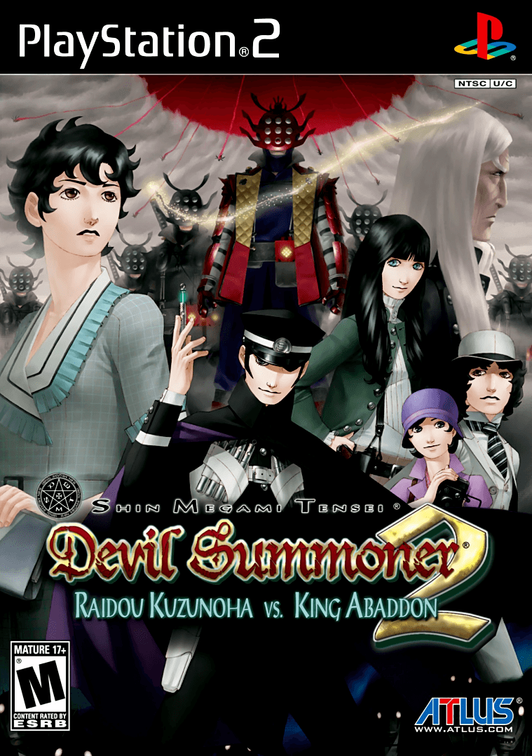 PlayStation®2
NTSC U/C
SHIN MEGAMI TENSEI®
Devil Summoner® 2
RAIDOU KUZUNOHA VS. KING ABADDON
MATURE 17+
M
CONTENT RATED BY
ESRB
ATLUS®
WWW.ATLUS.COM